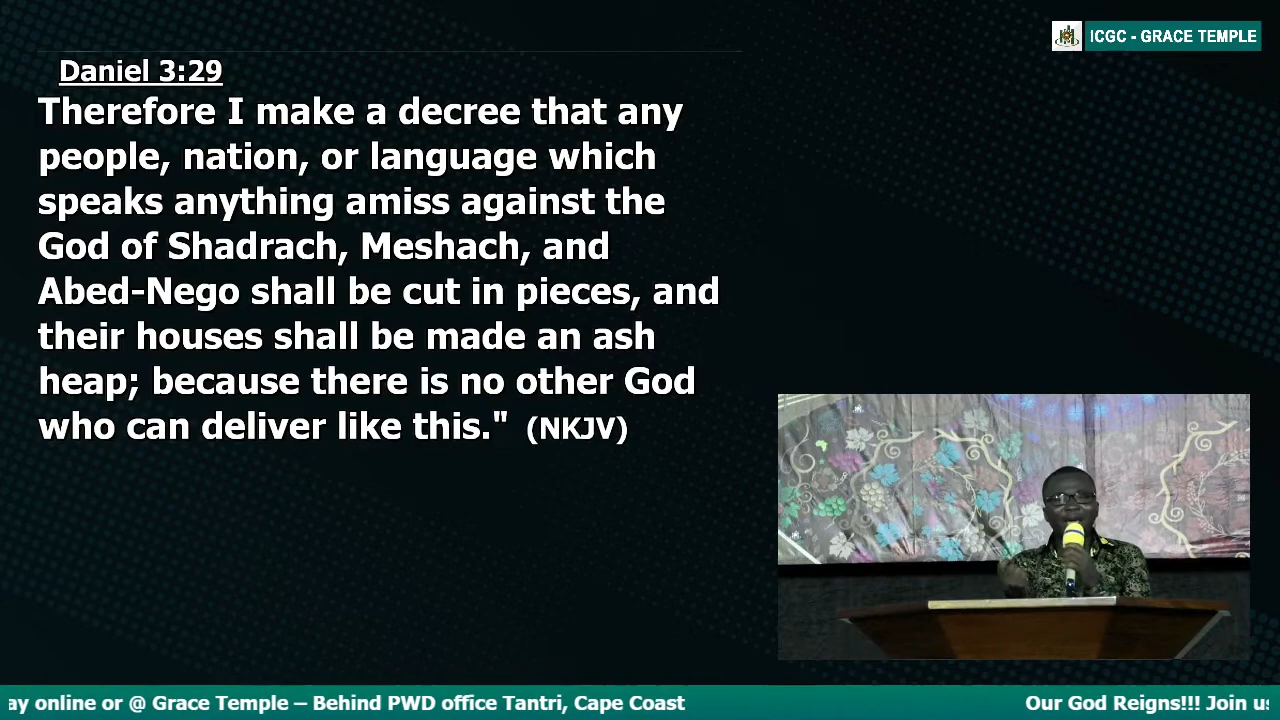 ICGC - GRACE TEMPLE
Daniel 3:29
Therefore I make a decree that any
people, nation, or language which
speaks anything amiss against the
God of Shadrach, Meshach, and
Abed-Nego shall be cut in pieces, and
their houses shall be made an ash
heap; because there is no other God
who can deliver like this." (NKJV)
ay online or @ Grace Temple – Behind PWD office Tantri, Cape Coast
Our God Reigns!!! Join us